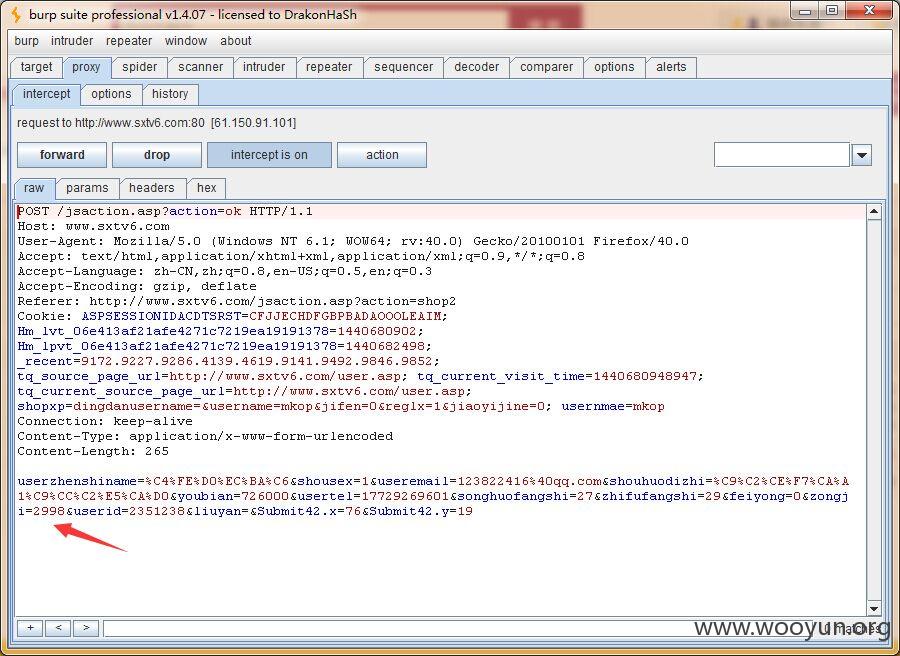 burp suite professional v1.4.07 - licensed to DrakonHaSh
burp intruder repeater window about
target proxy spider scanner intruder repeater sequencer decoder comparer options alerts
intercept options history
request to http://www.sxtv6.com:80 [61.150.91.101]
forward drop intercept is on action
raw params headers hex
POST /jsaction.asp?action=ok HTTP/1.1
Host: www.sxtv6.com
User-Agent: Mozilla/5.0 (Windows NT 6.1; WOW64; rv:40.0) Gecko/20100101 Firefox/40.0
Accept: text/html,application/xhtml+xml,application/xml;q=0.9,*/*;q=0.8
Accept-Language: zh-CN,zh;q=0.8,en-US;q=0.5,en;q=0.3
Accept-Encoding: gzip, deflate
Referer: http://www.sxtv6.com/jsaction.asp?action=shop2
Cookie: ASPSESSIONIDACDTSRST=CFJJECHDFGBPBADAOOOLEAIM;
Hm_lvt_06e413af21afe4271c7219ea19191378=1440680902;
Hm_lpvt_06e413af21afe4271c7219ea19191378=1440682498;
_recent=9172.9227.9286.4139.4619.9141.9492.9846.9852;
tq_source_page_url=http://www.sxtv6.com/user.asp; tq_current_visit_time=1440680948947;
tq_current_source_page_url=http://www.sxtv6.com/user.asp;
shopxp=dingdanusername=&username=mkop&jifen=0&reglx=1&jiaoyijine=0; usernmae=mkop
Connection: keep-alive
Content-Type: application/x-www-form-urlencoded
Content-Length: 265
userzhenshiname=%C4%FE%D0%EC%BA%C6&shousex=1&useremail=123822416%40qq.com&shouhuodizhi=%C9%C2%CE%F7%CA%A
1%C9%CC%C2%E5%CA%D0&youbian=726000&usertel=17729269601&songhuofangshi=27&zhifufangshi=29&feiyong=0&zongj
i=2998&userid=2351238&liuyan=&Submit42.x=76&Submit42.y=19
+ < > 0 matches
www.wooyun.org